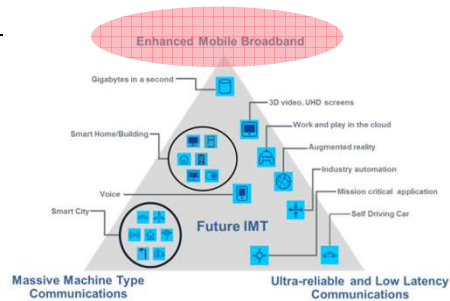 Enhanced Mobile Broadband
Gigabytes in a second
3D video, UHD screens
Work and play in the cloud
Smart Home/Building
Augmented reality
Industry automation
Voice
Mission critical application
Smart City
Self Driving Car
Future IMT
Massive Machine Type
Communications
Ultra-reliable and Low Latency
Communications